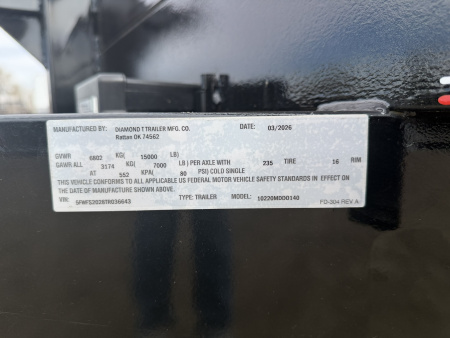 MANUFACTURED BY: DIAMOND T TRAILER MFG. CO. DATE: 03/2026
Rattan OK 74562
GVWR 6802 KG( 15000 LB)
GAWR ALL 3174 KG( 7000 LB) PER AXLE WITH 235 TIRE 16 RIM
AT 552 KPA( 80 PSI) COLD SINGLE
THIS VEHICLE CONFORMS TO ALL APPLICABLE US FEDERAL MOTOR VEHICLE SAFETY STANDARDS IN EFFECT ON
THE DATE OF MANUFACTURE SHOWN ABOVE.
VIN: 5FWFS2028TR036643 TYPE: TRAILER MODEL: 10220MDD0140
FD-304 REV. A